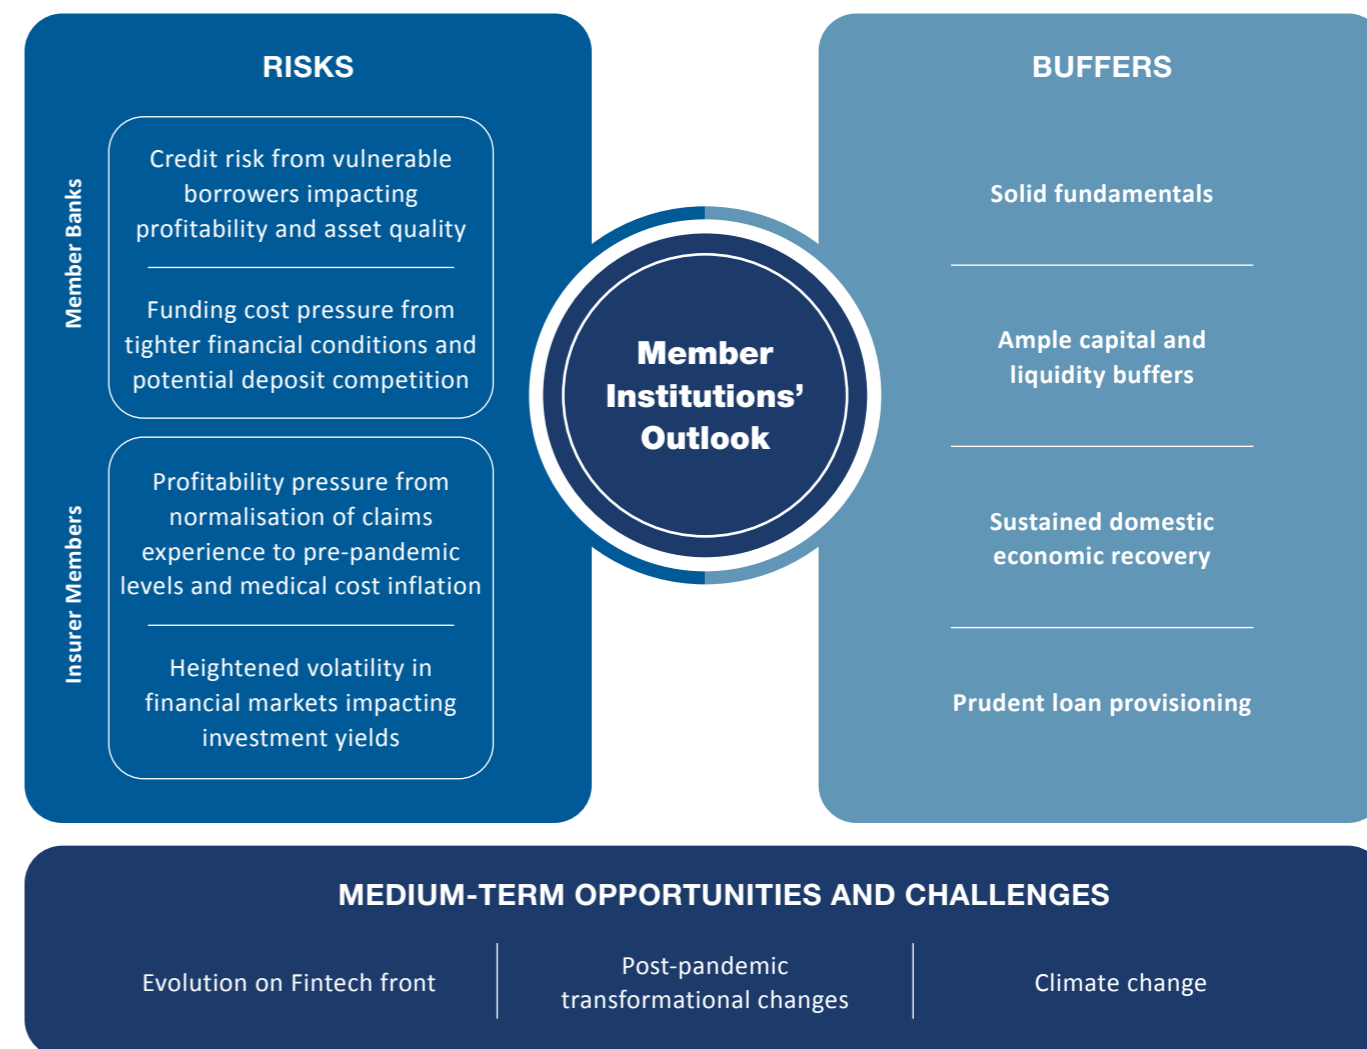 RISKS
Member Banks
Credit risk from vulnerable
borrowers impacting
profitability and asset quality
Funding cost pressure from
tighter financial conditions and
potential deposit competition
Insurer Members
Profitability pressure from
normalisation of claims
experience to pre-pandemic
levels and medical cost inflation
Heightened volatility in
financial markets impacting
investment yields
Member
Institutions’
Outlook
BUFFERS
Solid fundamentals
Ample capital and
liquidity buffers
Sustained domestic
economic recovery
Prudent loan provisioning
MEDIUM-TERM OPPORTUNITIES AND CHALLENGES
Evolution on Fintech front
Post-pandemic
transformational changes
Climate change